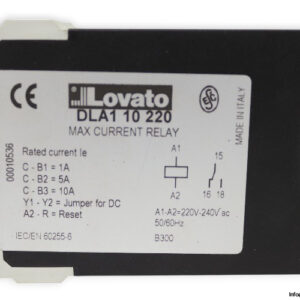 CE
Lovato
DLA1 10 220
MAX CURRENT RELAY
MADE IN ITALY
00010536
Rated current Ie
C - B1 = 1A
C - B2 = 5A
C - B3 = 10A
Y1 - Y2 = Jumper for DC
A2 - R = Reset
IEC/EN 60255-6
A1
15
A2
16 18
A1-A2=220V-240V ac
50/60Hz
B300